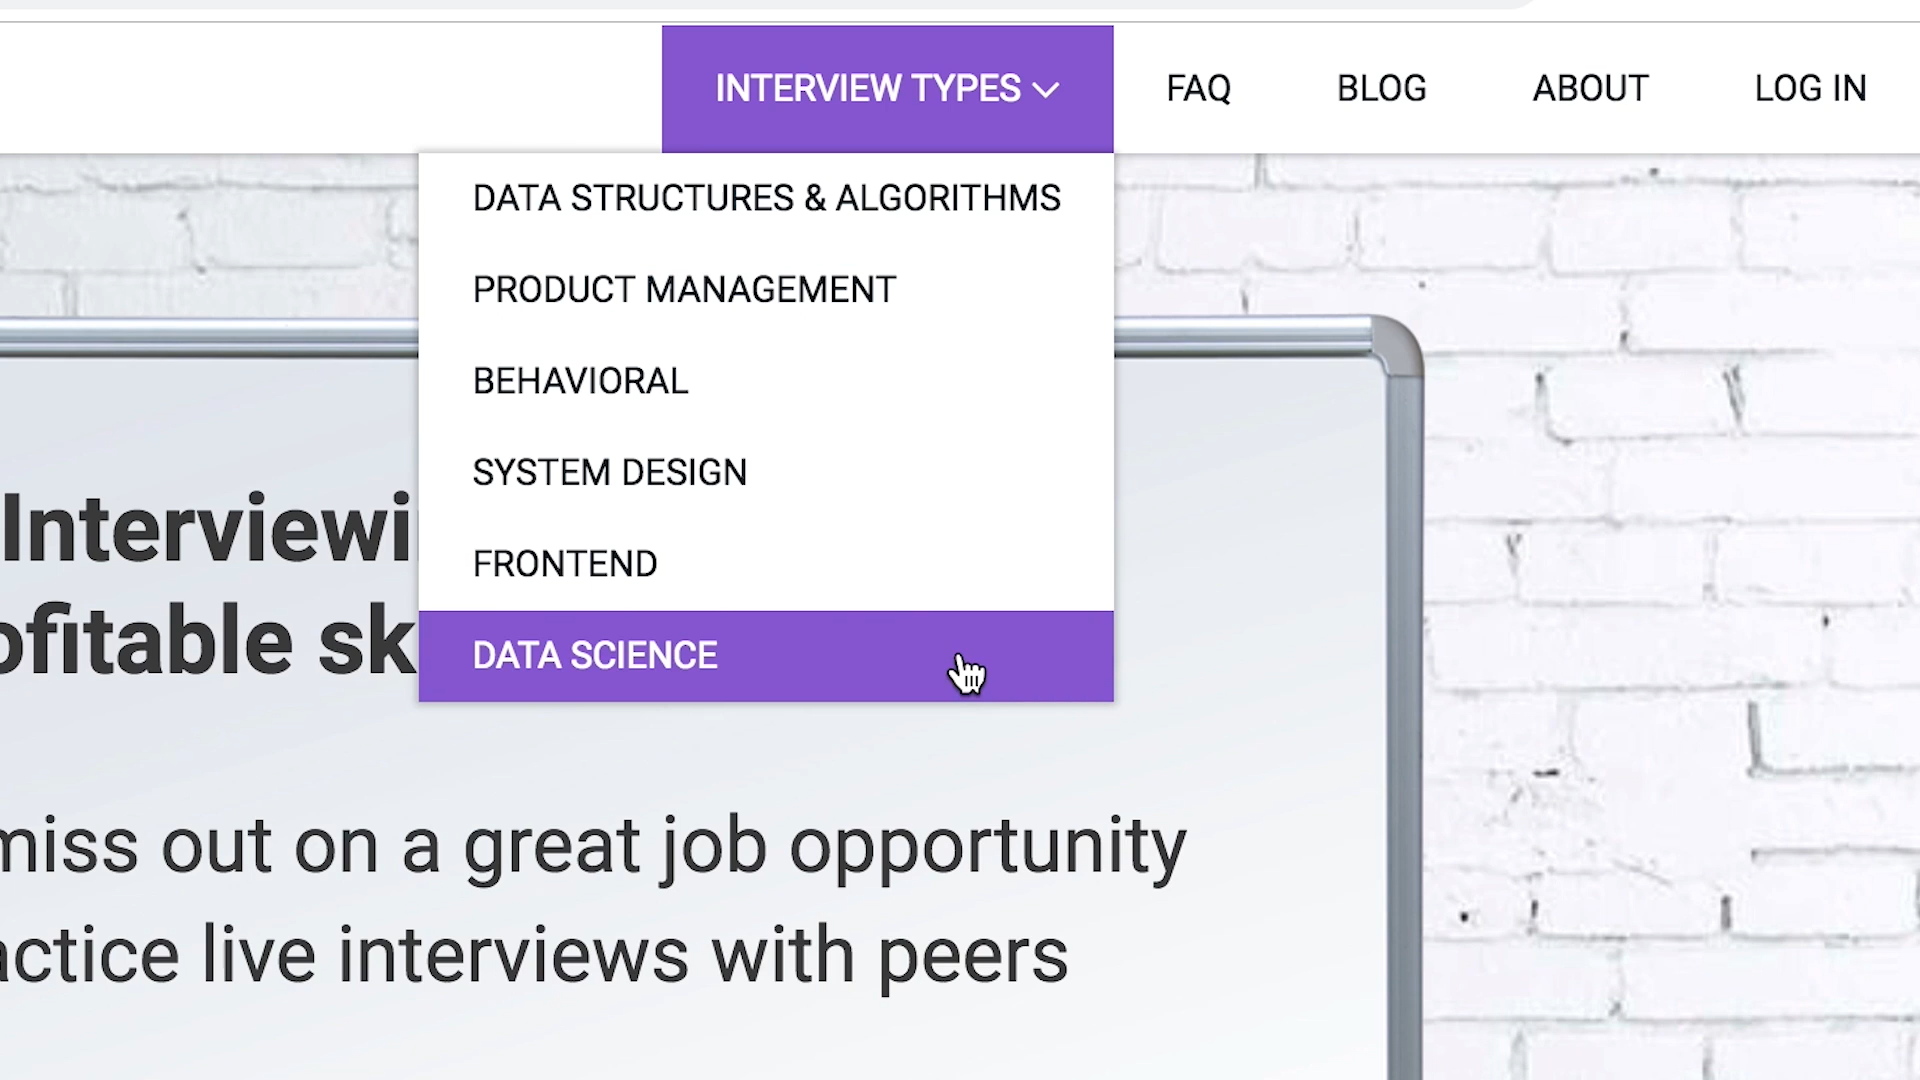 INTERVIEW TYPES FAQ BLOG ABOUT LOG IN
DATA STRUCTURES & ALGORITHMS
PRODUCT MANAGEMENT
BEHAVIORAL
SYSTEM DESIGN
FRONTEND
DATA SCIENCE
Interviewi
ofitable sk
miss out on a great job opportunity
actice live interviews with peers